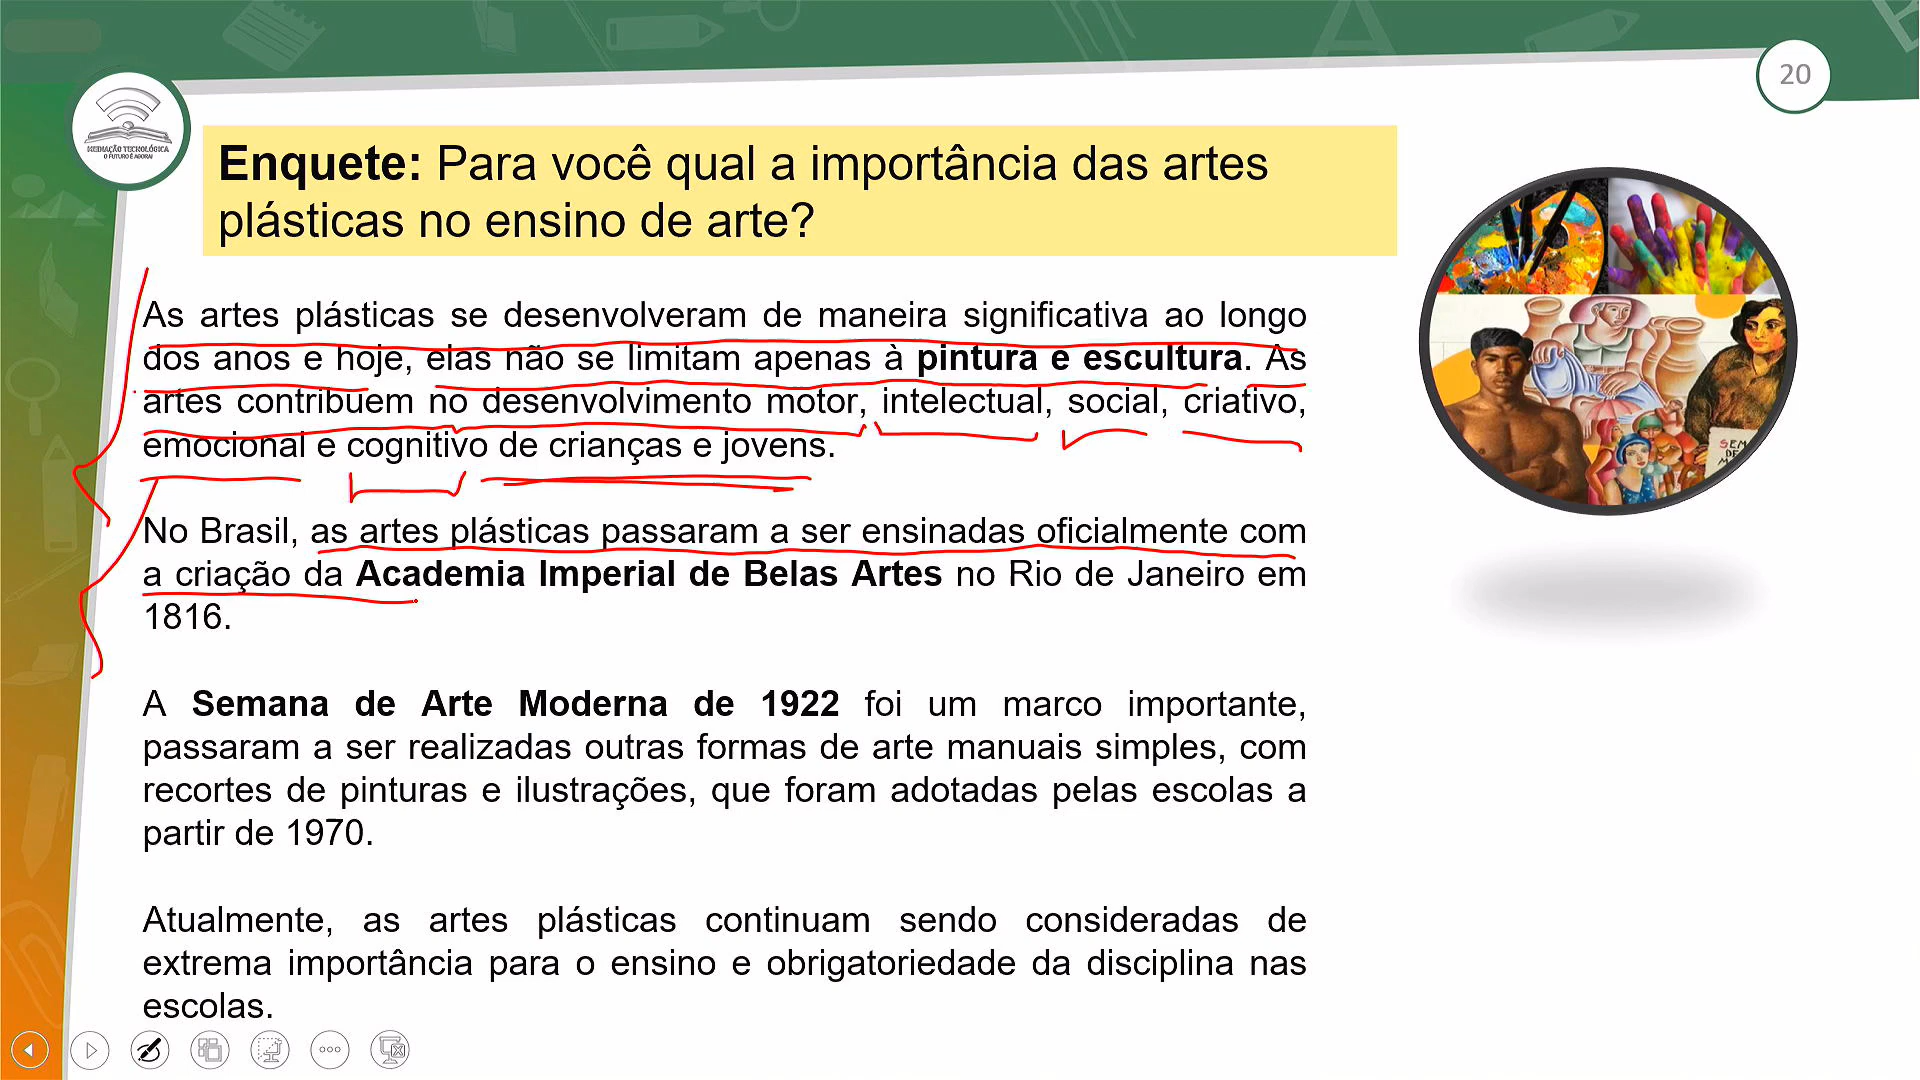 20
MEDIAÇÃO TECNOLÓGICA
O FUTURO É AGORA!
Enquete: Para você qual a importância das artes
plásticas no ensino de arte?
As artes plásticas se desenvolveram de maneira significativa ao longo
dos anos e hoje, elas não se limitam apenas à pintura e escultura. As
artes contribuem no desenvolvimento motor, intelectual, social, criativo,
emocional e cognitivo de crianças e jovens.
No Brasil, as artes plásticas passaram a ser ensinadas oficialmente com
a criação da Academia Imperial de Belas Artes no Rio de Janeiro em
1816.
A Semana de Arte Moderna de 1922 foi um marco importante,
passaram a ser realizadas outras formas de arte manuais simples, com
recortes de pinturas e ilustrações, que foram adotadas pelas escolas a
partir de 1970.
Atualmente, as artes plásticas continuam sendo consideradas de
extrema importância para o ensino e obrigatoriedade da disciplina nas
escolas.